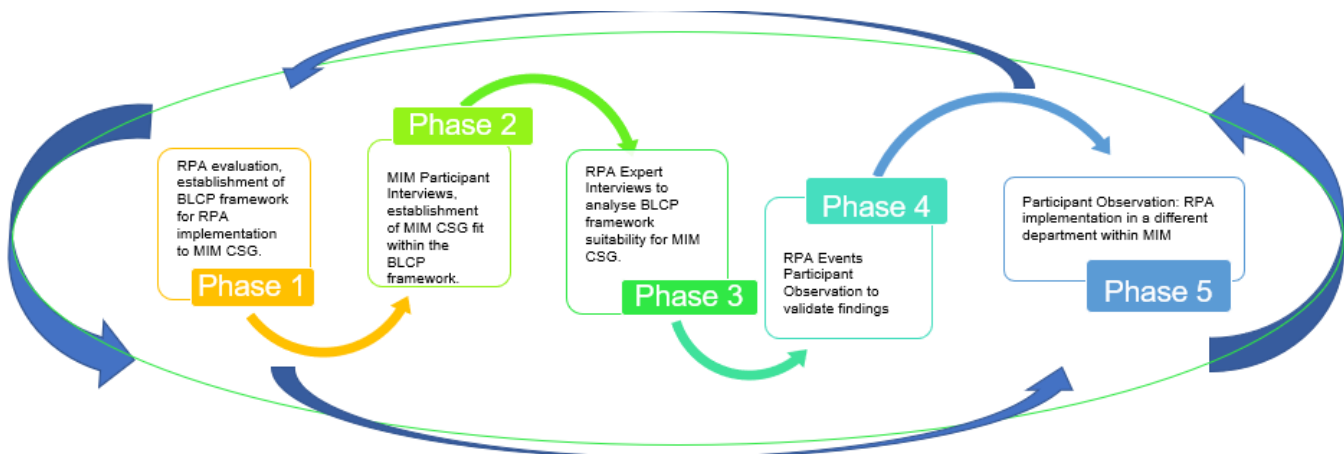 RPA evaluation,
establishment of
BLCP framework
for RPA
implementation
to MIM CSG.
Phase 1
Phase 2
MIM Participant
Interviews,
establishment
of MIM CSG fit
within the
BLCP
framework.
RPA Expert
Interviews to
analyse BLCP
framework
suitability for MIM
CSG.
Phase 3
Phase 4
RPA Events
Participant
Observation to
validate findings
Participant Observation: RPA
implementation in a different
department within MIM
Phase 5